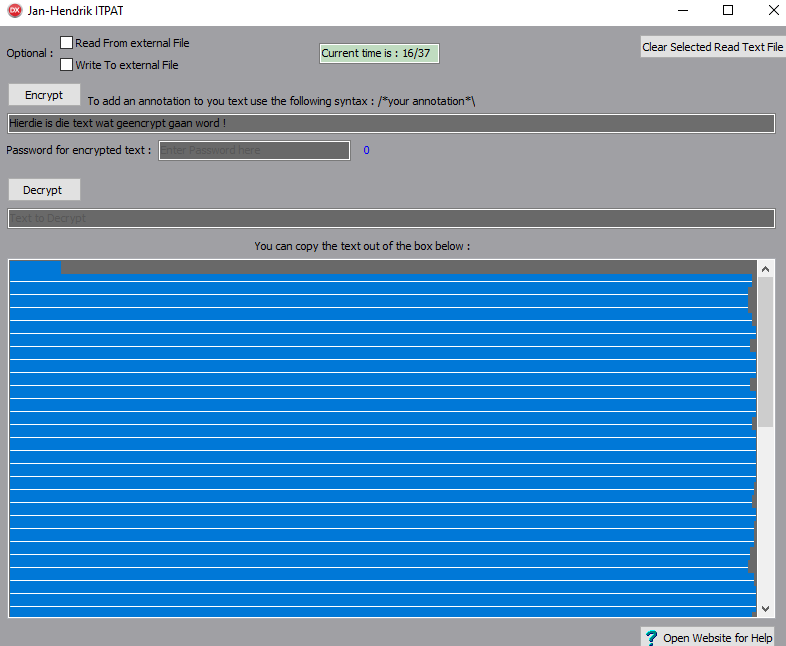 Jan-Hendrik ITPAT
Optional :
Read From external File
Write To external File
Current time is : 16/37
Clear Selected Read Text File
Encrypt
To add an annotation to you text use the following syntax : /*your annotation*\
Hierdie is die text wat geencrypt gaan word !
Password for encrypted text :
Enter Password here
0
Decrypt
Text to Decrypt
You can copy the text out of the box below :
? Open Website for Help